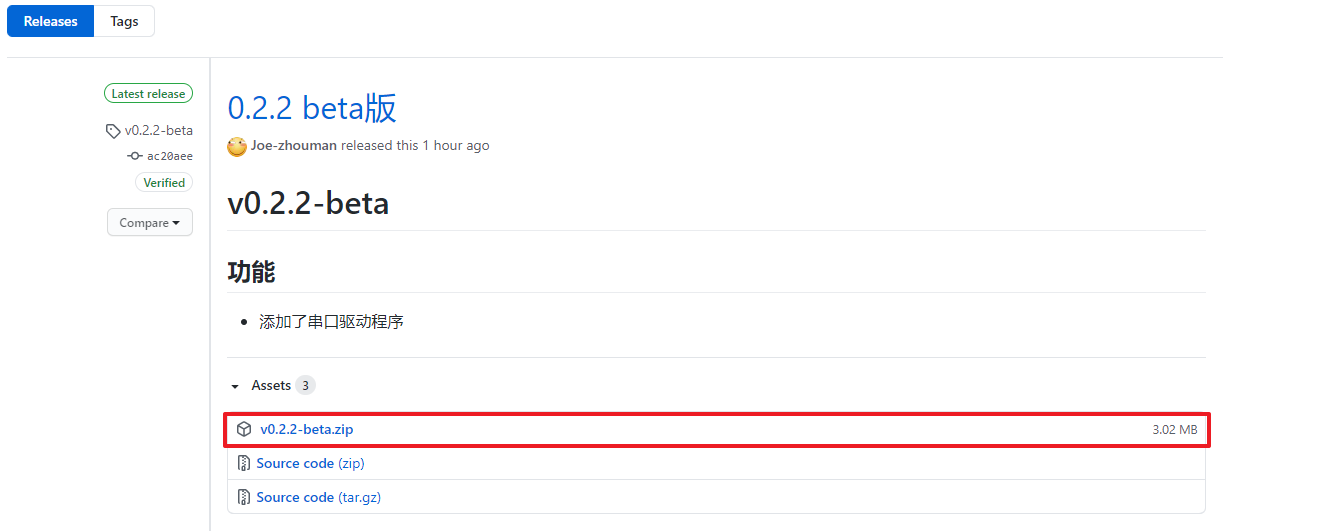 Releases Tags
Latest release
v0.2.2-beta
ac20aee
Verified
Compare
0.2.2 beta版
Joe-zhouman released this 1 hour ago
v0.2.2-beta
功能
添加了串口驱动程序
Assets 3
v0.2.2-beta.zip 3.02 MB
Source code (zip)
Source code (tar.gz)